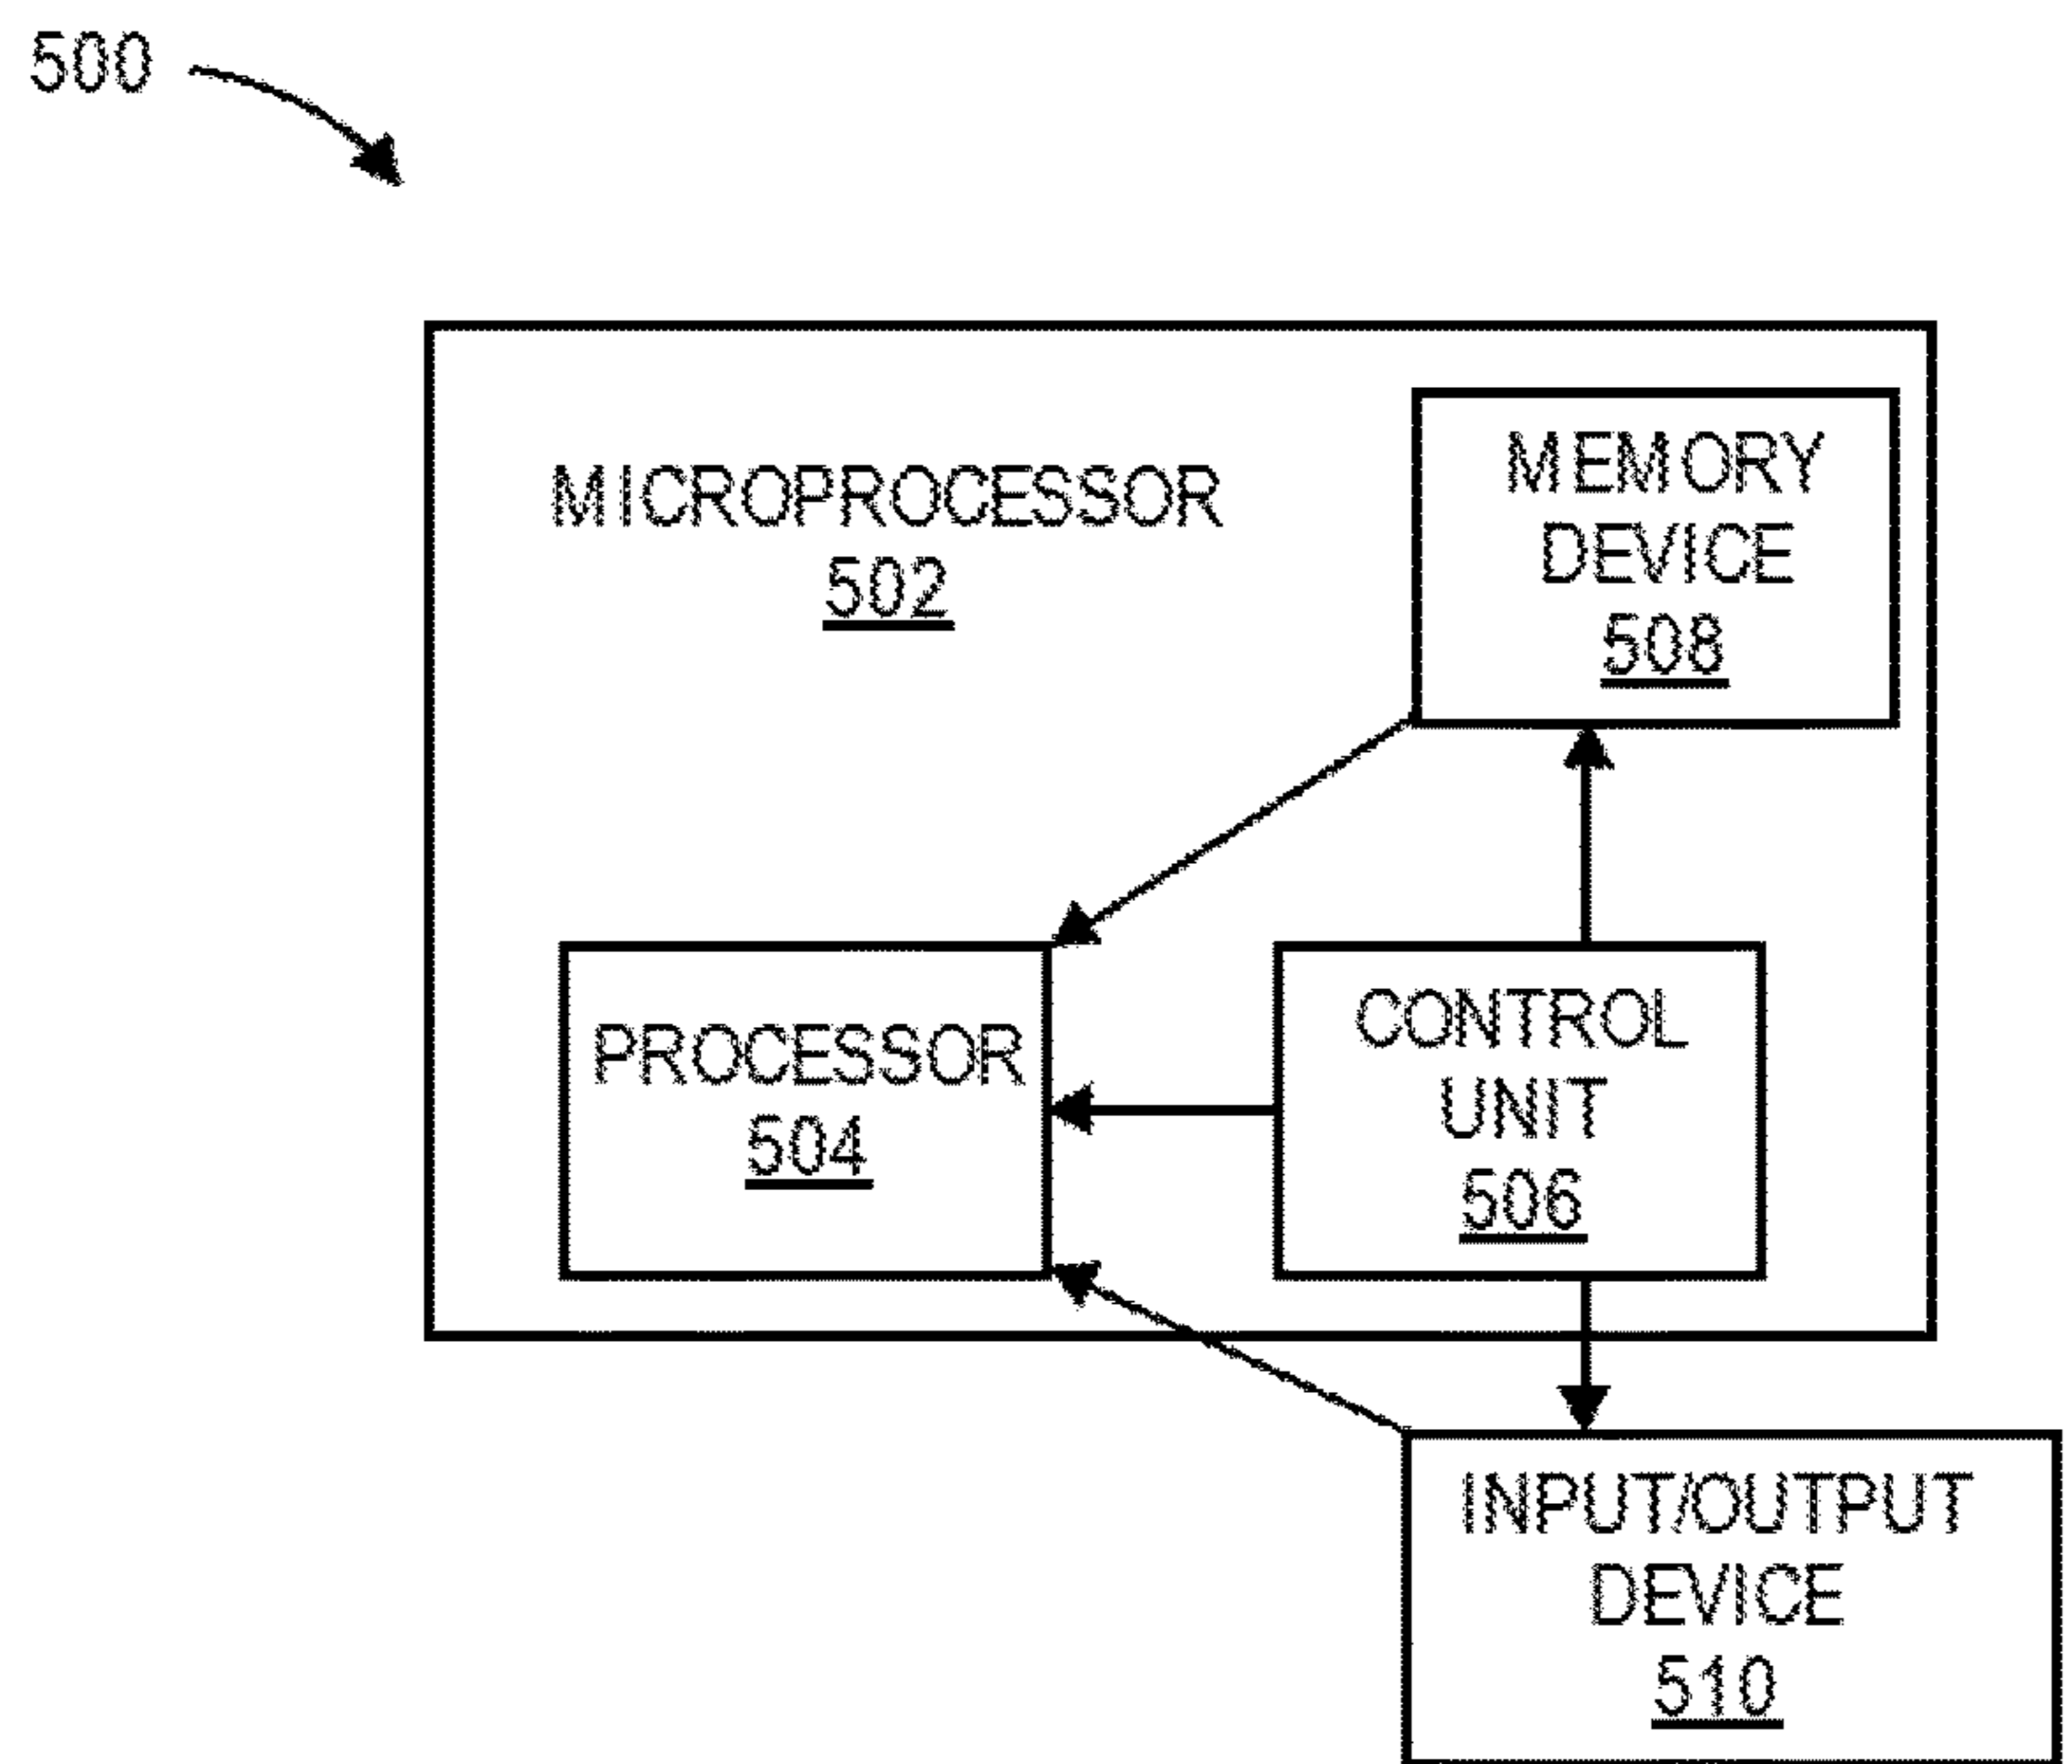 500
MICROPROCESSOR
502
MEMORY
DEVICE
508
PROCESSOR
504
CONTROL
UNIT
506
INPUT/OUTPUT
DEVICE
510